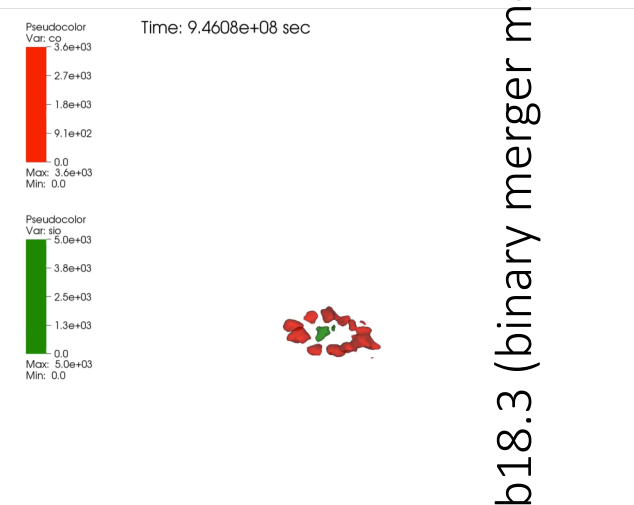 Pseudocolor
Var: co
3.6e+03
2.7e+03
1.8e+03
9.1e+02
0.0
Max: 3.6e+03
Min: 0.0
Time: 9.4608e+08 sec
Pseudocolor
Var: sio
5.0e+03
3.8e+03
2.5e+03
1.3e+03
0.0
Max: 5.0e+03
Min: 0.0
b18.3 (binary merger